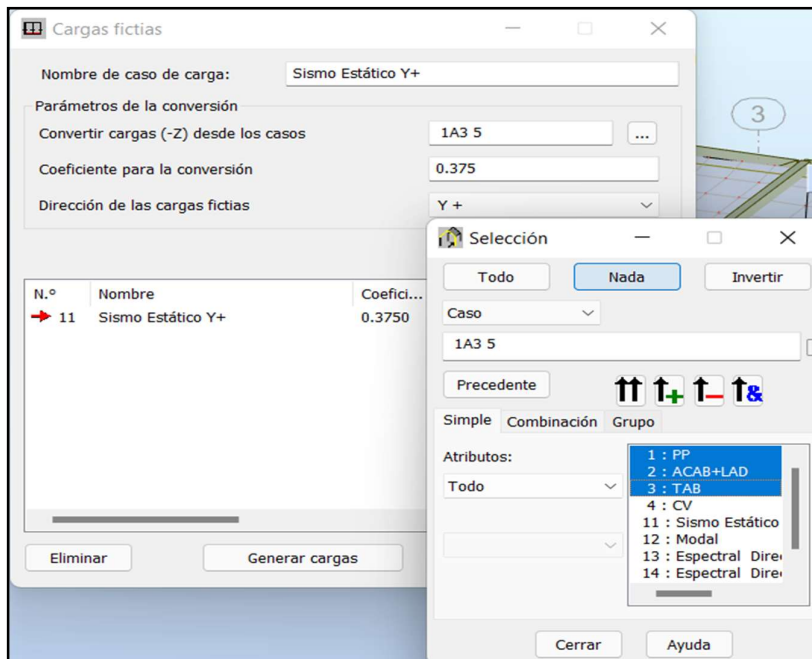 Cargas fictias
Nombre de caso de carga: Sismo Estático Y+
Parámetros de la conversión
Convertir cargas (-Z) desde los casos 1A3 5 ...
Coeficiente para la conversión 0.375
Dirección de las cargas fictias Y +
N.º Nombre Coefici...
11 Sismo Estático Y+ 0.3750
Eliminar Generar cargas
3
Selección
Todo Nada Invertir
Caso
1A3 5
Precedente
&
Simple Combinación Grupo
Atributos:
Todo
1 : PP
2 : ACAB+LAD
3 : TAB
4 : CV
11 : Sismo Estático
12 : Modal
13 : Espectral Dire
14 : Espectral Dire
Cerrar Ayuda